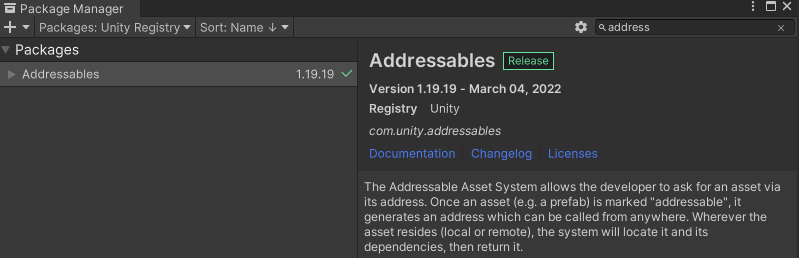 Package Manager
Packages: Unity Registry
Sort: Name ↓
address
Packages
Addressables 1.19.19
Addressables Release
Version 1.19.19 - March 04, 2022
Registry Unity
com.unity.addressables
Documentation Changelog Licenses
The Addressable Asset System allows the developer to ask for an asset via
its address. Once an asset (e.g. a prefab) is marked "addressable", it
generates an address which can be called from anywhere. Wherever the
asset resides (local or remote), the system will locate it and its
dependencies, then return it.